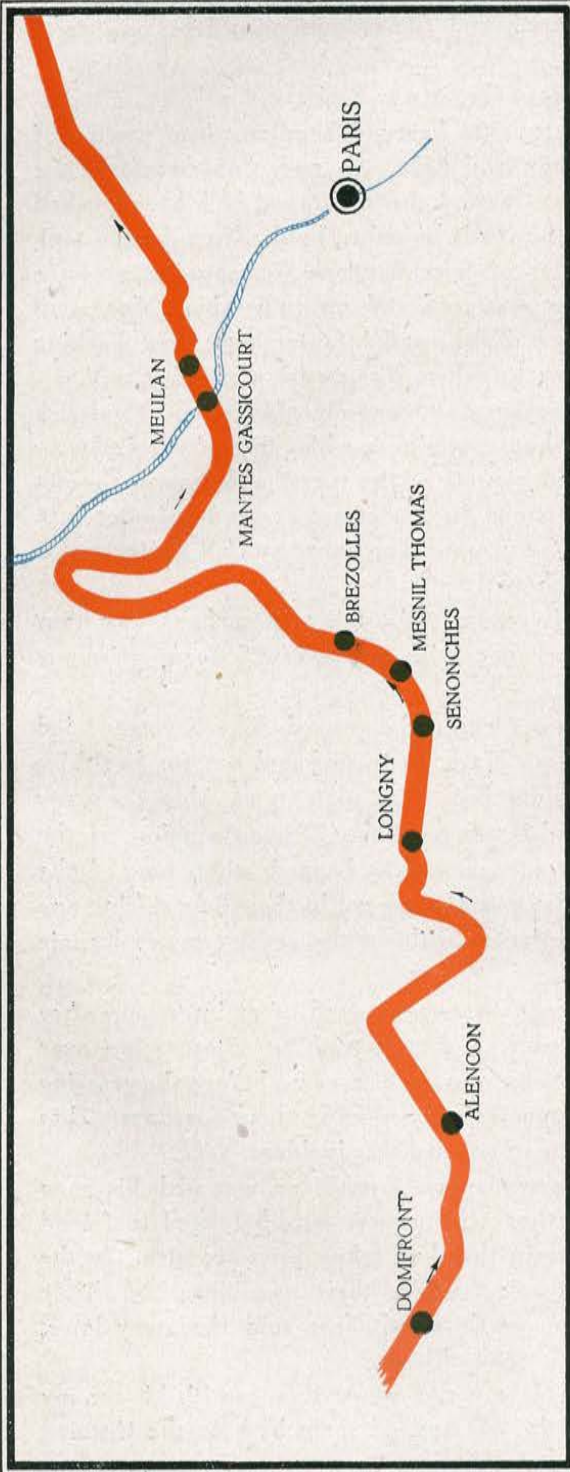 PARIS
MEULAN
MANTES GASSICOURT
BREZOLLES
MESNIL THOMAS
SENONCHES
LONGNY
ALENCON
DOMFRONT